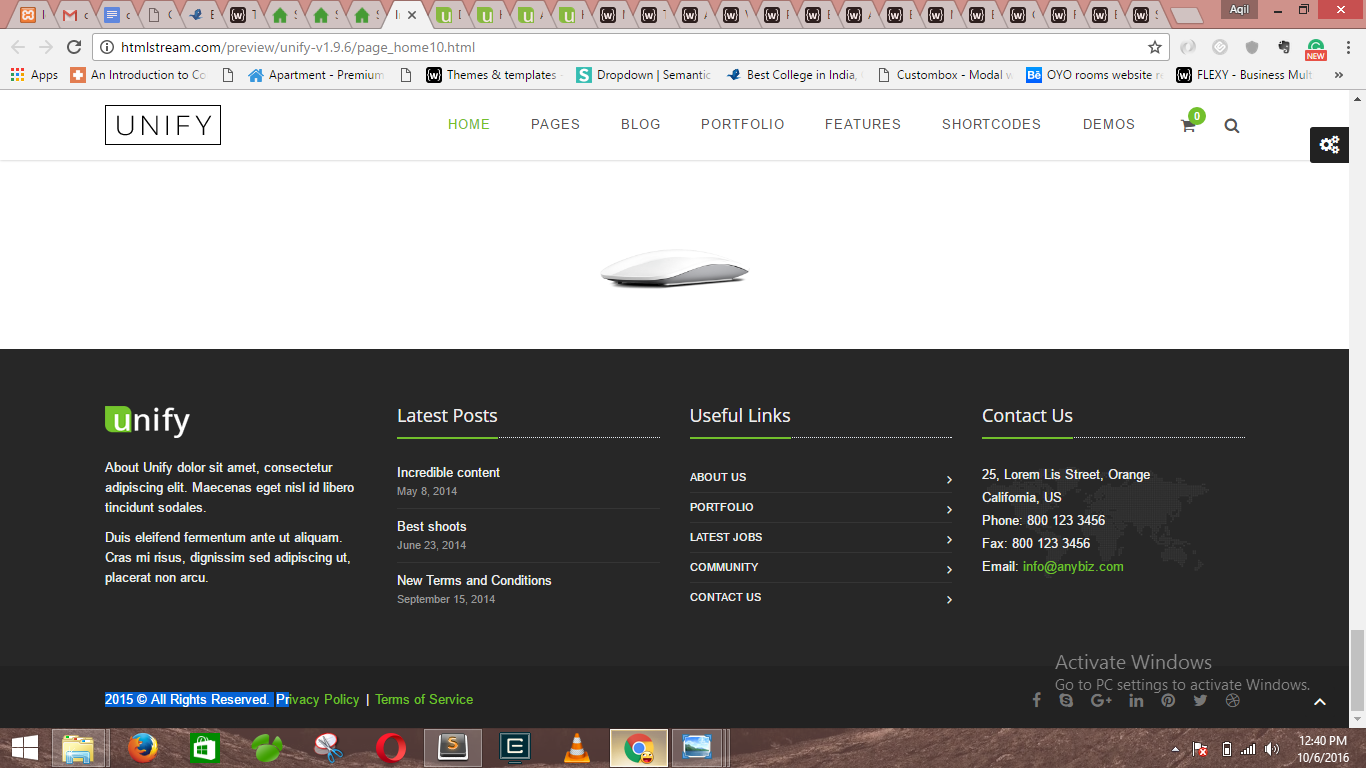 Aqil
htmlstream.com/preview/unify-v1.9.6/page_home10.html
NEW
Apps
An Introduction to Co
Apartment - Premium
Themes & templates -
Dropdown | Semantic
Best College in India,
Custombox - Modal w
Bē OYO rooms website re
FLEXY - Business Mult
UNIFY
HOME
PAGES
BLOG
PORTFOLIO
FEATURES
SHORTCODES
DEMOS
0
unify
About Unify dolor sit amet, consectetur
adipiscing elit. Maecenas eget nisl id libero
tincidunt sodales.
Duis eleifend fermentum ante ut aliquam.
Cras mi risus, dignissim sed adipiscing ut,
placerat non arcu.
Latest Posts
Incredible content
May 8, 2014
Best shoots
June 23, 2014
New Terms and Conditions
September 15, 2014
Useful Links
ABOUT US
PORTFOLIO
LATEST JOBS
COMMUNITY
CONTACT US
Contact Us
25, Lorem Lis Street, Orange
California, US
Phone: 800 123 3456
Fax: 800 123 3456
Email: info@anybiz.com
Activate Windows
Go to PC settings to activate Windows.
2015 © All Rights Reserved. Privacy Policy | Terms of Service
12:40 PM
10/6/2016